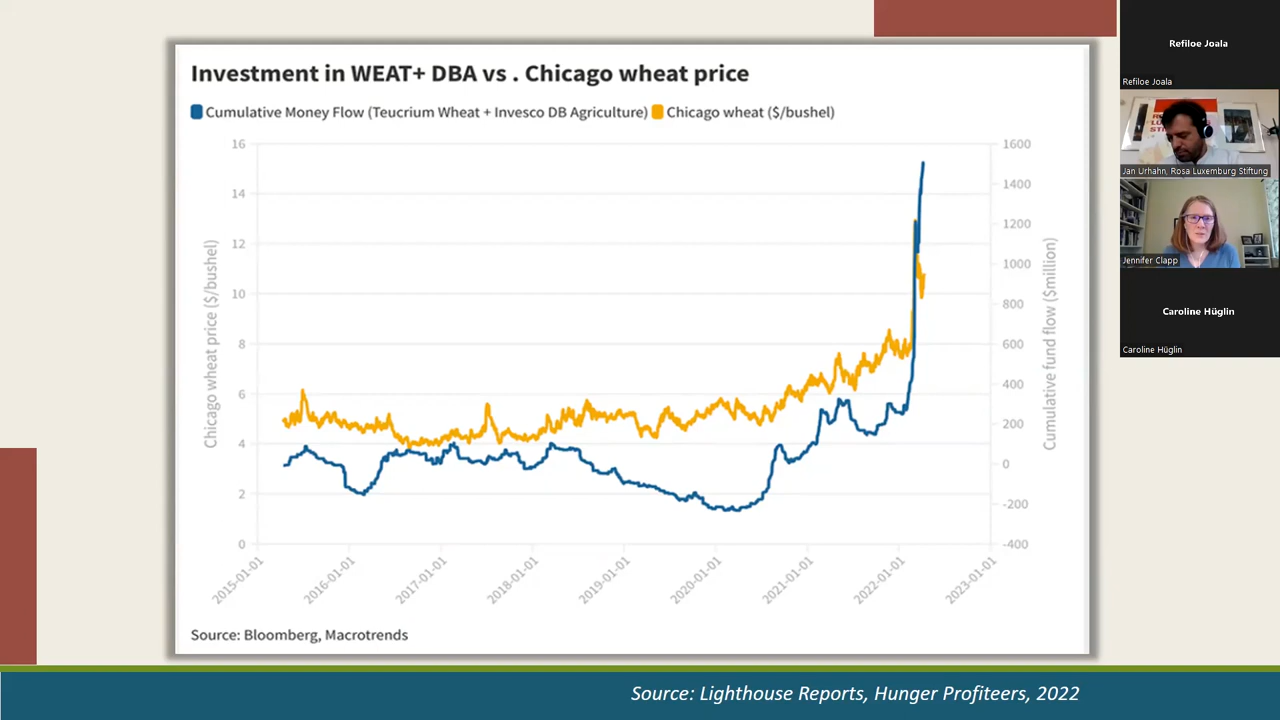 Investment in WEAT+ DBA vs . Chicago wheat price
Cumulative Money Flow (Teucrium Wheat + Invesco DB Agriculture) Chicago wheat ($/bushel)
16
14
12
10
8
6
4
2
0
Chicago wheat price ($/bushel)
1600
1400
1200
1000
800
600
400
200
0
-200
-400
Cumulative fund flow ($million)
2015-01-01
2016-01-01
2017-01-01
2018-01-01
2019-01-01
2020-01-01
2021-01-01
2022-01-01
2023-01-01
Source: Bloomberg, Macrotrends
Source: Lighthouse Reports, Hunger Profiteers, 2022
Refiloe Joala
Refiloe Joala
Jan Urhahn, Rosa Luxemburg Stiftung
Jennifer Clapp
Caroline Hüglin
Caroline Hüglin